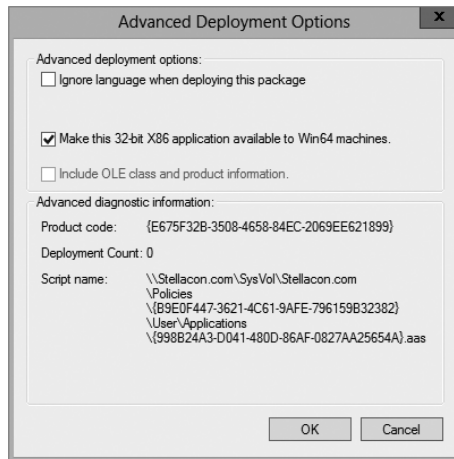 Advanced Deployment Options
x
Advanced deployment options:
Ignore language when deploying this package
Make this 32-bit X86 application available to Win64 machines.
Include OLE class and product information.
Advanced diagnostic information:
Product code: {E675F32B-3508-4658-84EC-2069EE621899}
Deployment Count: 0
Script name: \\Stellacon.com\SysVol\Stellacon.com
\Policies
\{B9E0F447-3621-4C61-9AFE-796159B32382}
\User\Applications
\{998B24A3-D041-480D-86AF-0827AA25654A}.aas
OK Cancel